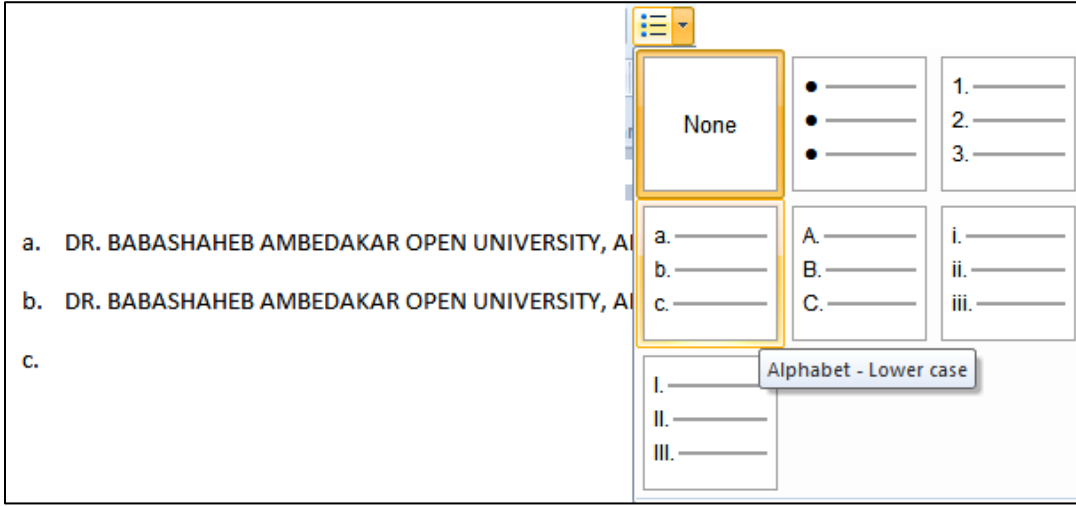 a. DR. BABASHAHEB AMBEDAKAR OPEN UNIVERSITY,
b. DR. BABASHAHEB AMBEDAKAR OPEN UNIVERSITY,
c.
None
1.
2.
3.
a.
b.
c.
A.
B.
C.
i.
ii.
iii.
Alphabet - Lower case
I.
II.
III.